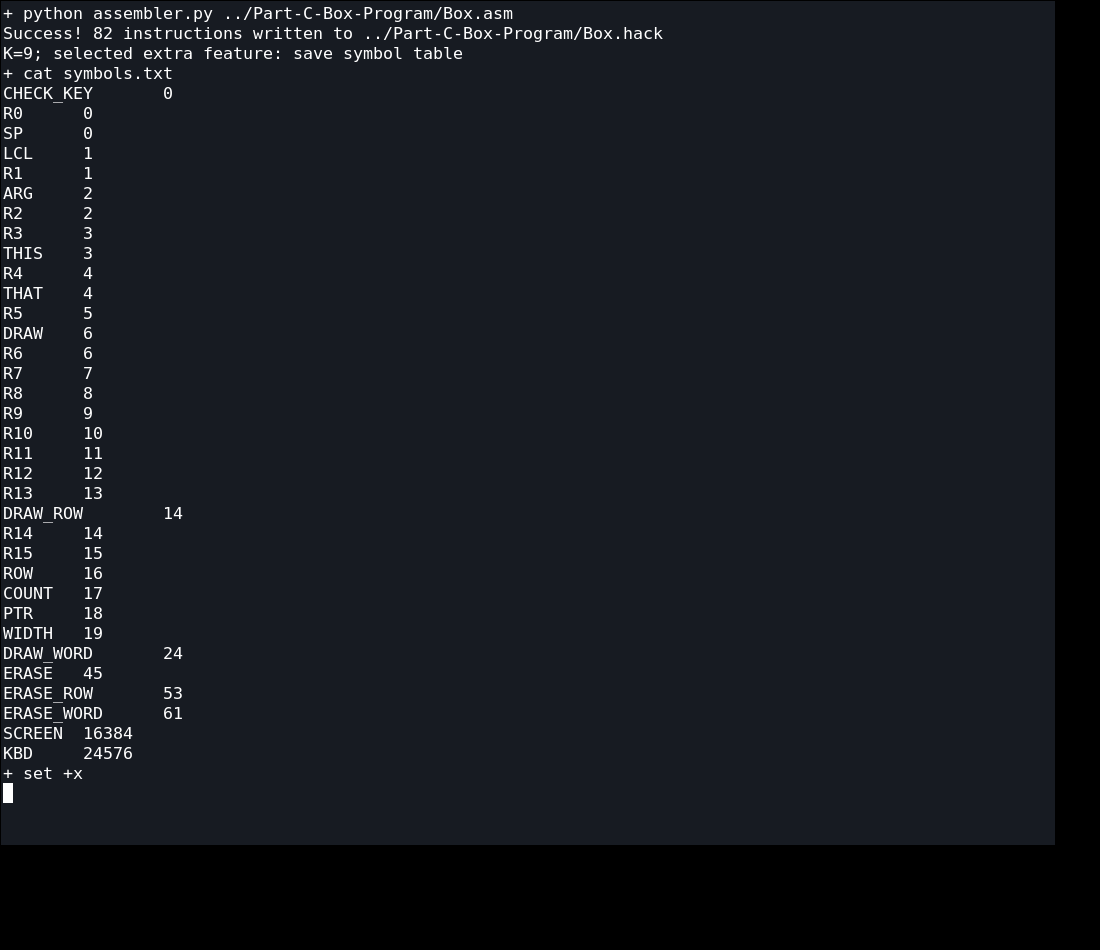 + python assembler.py ../Part-C-Box-Program/Box.asm
Success! 82 instructions written to ../Part-C-Box-Program/Box.hack
K=9; selected extra feature: save symbol table
+ cat symbols.txt
CHECK_KEY	0
R0	0
SP	0
LCL	1
R1	1
ARG	2
R2	2
R3	3
THIS	3
R4	4
THAT	4
R5	5
DRAW	6
R6	6
R7	7
R8	8
R9	9
R10	10
R11	11
R12	12
R13	13
DRAW_ROW	14
R14	14
R15	15
ROW	16
COUNT	17
PTR	18
WIDTH	19
DRAW_WORD	24
ERASE	45
ERASE_ROW	53
ERASE_WORD	61
SCREEN	16384
KBD	24576
+ set +x